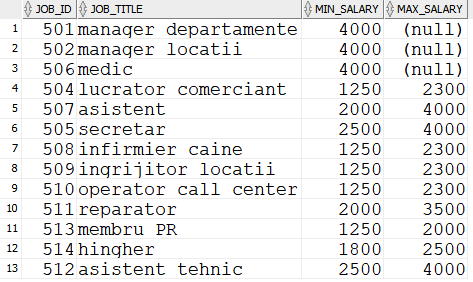 JOB_ID JOB_TITLE MIN_SALARY MAX_SALARY
1 501 manager departamente 4000 (null)
2 502 manager locatii 4000 (null)
3 506 medic 4000 (null)
4 504 lucrator comerciant 1250 2300
5 507 asistent 2000 4000
6 505 secretar 2500 4000
7 508 infirmier caine 1250 2300
8 509 ingrijitor locatii 1250 2300
9 510 operator call center 1250 2300
10 511 reparator 2000 3500
11 513 membru PR 1250 2000
12 514 hingher 1800 2500
13 512 asistent tehnic 2500 4000